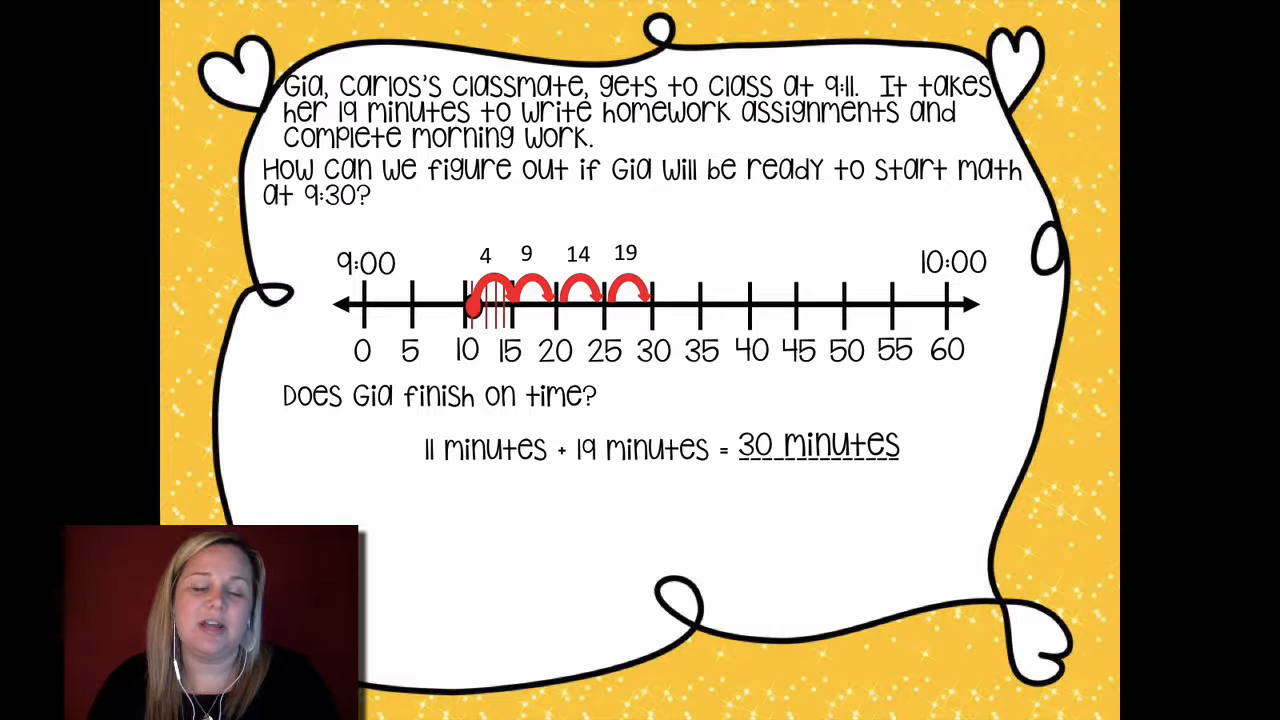 Gia, Carlos's classmate, gets to class at 9:11. It takes
her 19 minutes to write homework assignments and
complete morning work.
How can we figure out if Gia will be ready to start math
at 9:30?
4 9 14 19
9:00 10:00
0 5 10 15 20 25 30 35 40 45 50 55 60
Does Gia finish on time?
11 minutes + 19 minutes = 30 minutes